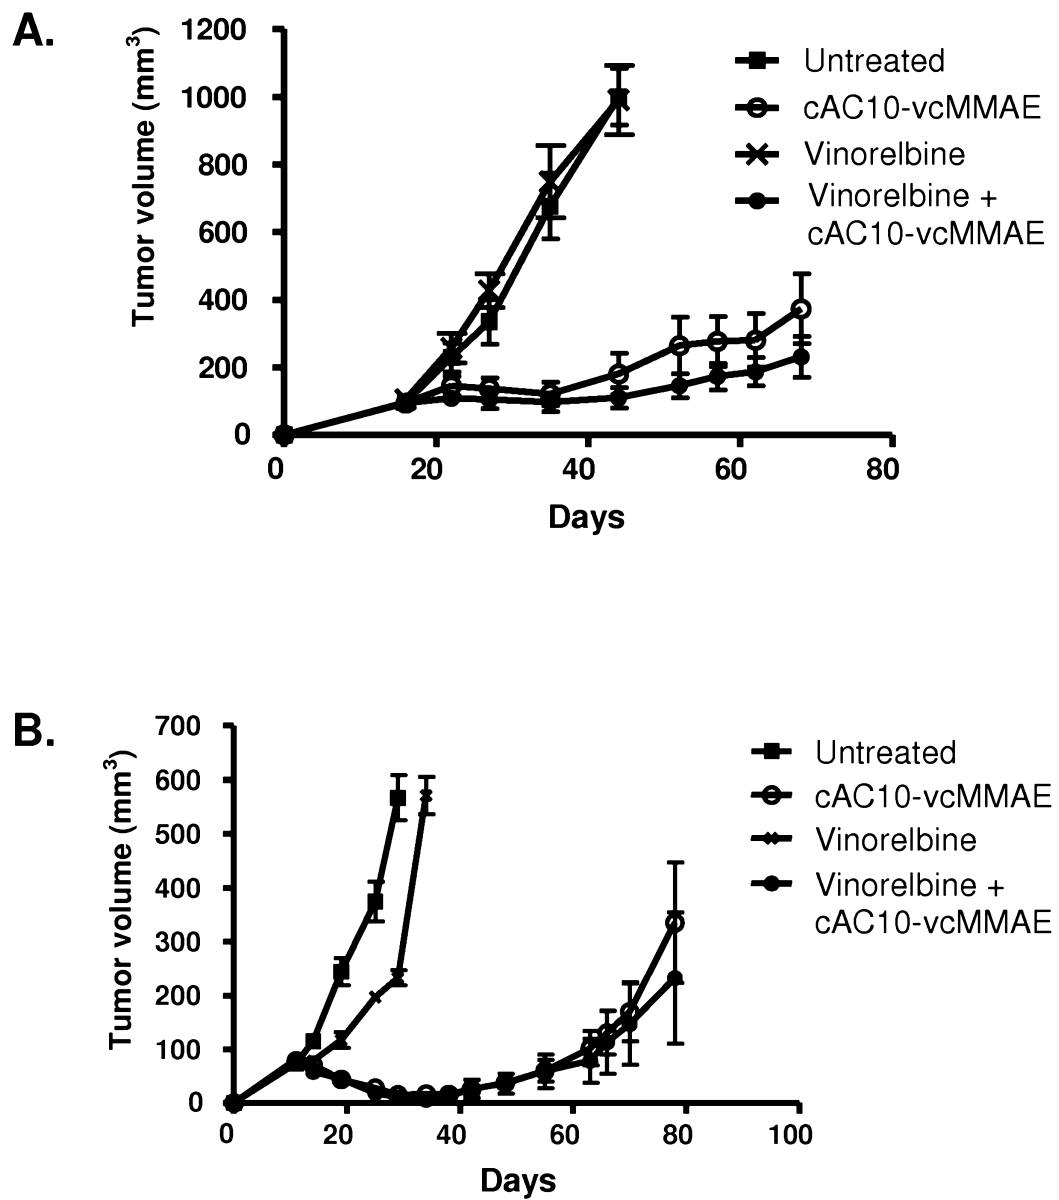 A.
Tumor volume (mm³)
1200
1000
800
600
400
200
0
0 20 40 60 80
Days
Untreated
cAC10-vcMMAE
Vinorelbine
Vinorelbine +
cAC10-vcMMAE
B.
Tumor volume (mm³)
700
600
500
400
300
200
100
0
0 20 40 60 80 100
Days
Untreated
cAC10-vcMMAE
Vinorelbine
Vinorelbine +
cAC10-vcMMAE